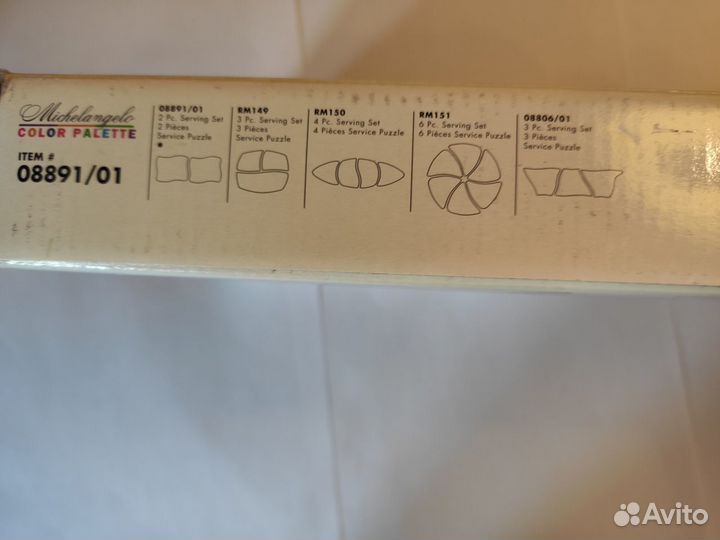 Michelangelo
COLOR PALETTE
ITEM #
08891/01
08891/01
2 Pc. Serving Set
2 Pièces
Service Puzzle
RM149
3 Pc. Serving Set
3 Pièces
Service Puzzle
RM150
4 Pc. Serving Set
4 Pièces Service Puzzle
RM151
6 Pc. Serving Set
6 Pièces Service Puzzle
08806/01
3 Pc. Serving Set
3 Pièces
Service Puzzle
Avito